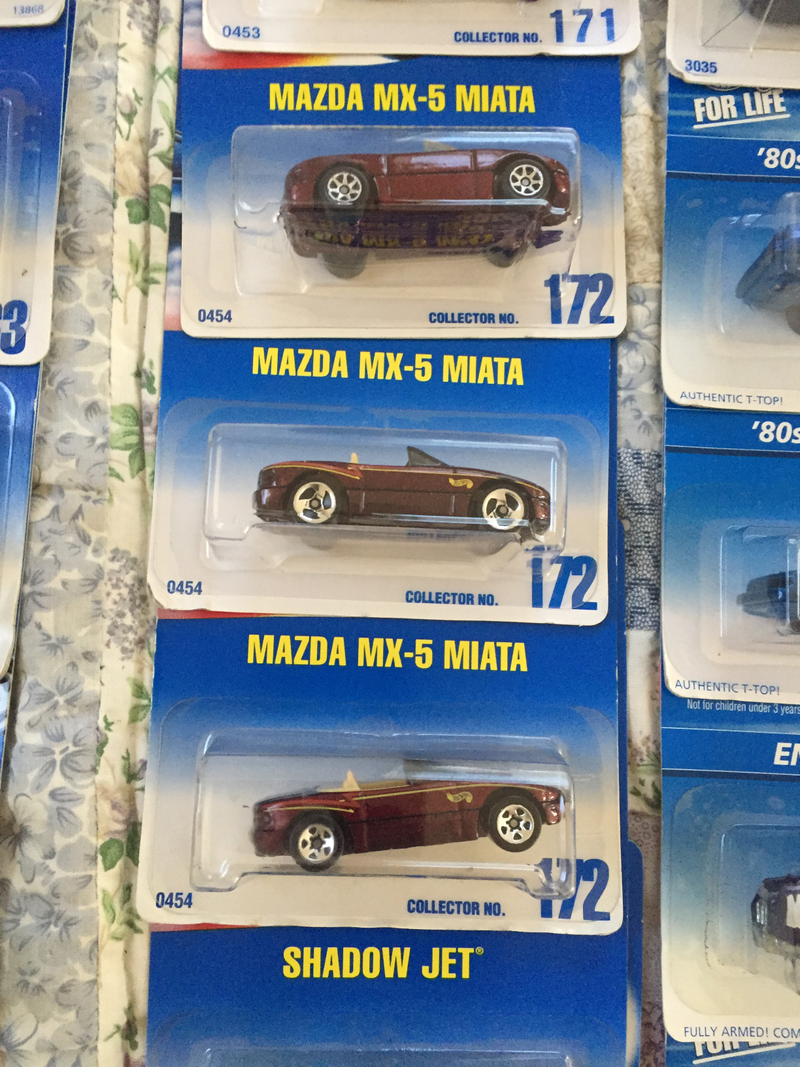 13868
0453 COLLECTOR NO. 171
MAZDA MX-5 MIATA
0454 COLLECTOR NO. 172
MAZDA MX-5 MIATA
0454 COLLECTOR NO. 172
MAZDA MX-5 MIATA
0454 COLLECTOR NO. 172
SHADOW JET®
3035
FOR LIFE
'80s
AUTHENTIC T-TOP!
'80s
AUTHENTIC T-TOP!
Not for children under 3 years
FULLY ARMED!